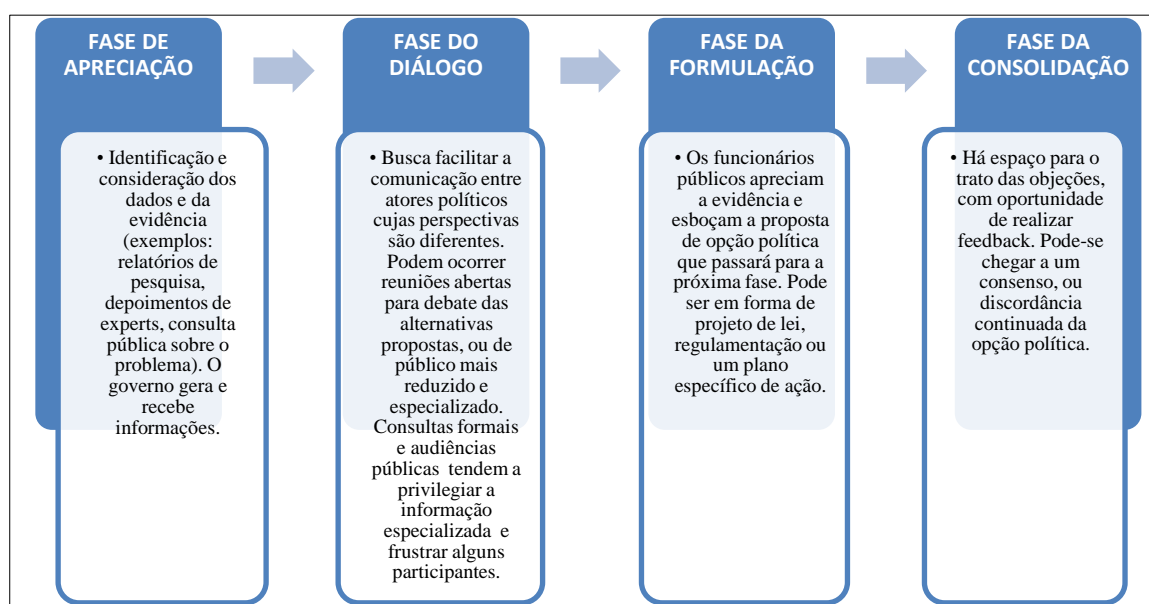 FASE DE
APRECIAÇÃO
• Identificação e
consideração dos
dados e da
evidência
(exemplos:
relatórios de
pesquisa,
depoimentos de
experts, consulta
pública sobre o
problema). O
governo gera e
recebe
informações.
FASE DO
DIÁLOGO
• Busca facilitar a
comunicação entre
atores políticos
cujas perspectivas
são diferentes.
Podem ocorrer
reuniões abertas
para debate das
alternativas
propostas, ou de
público mais
reduzido e
especializado.
Consultas formais
e audiências
públicas tendem a
privilegiar a
informação
especializada e
frustrar alguns
participantes.
FASE DA
FORMULAÇÃO
• Os funcionários
públicos apreciam
a evidência e
esboçam a proposta
de opção política
que passará para a
próxima fase. Pode
ser em forma de
projeto de lei,
regulamentação ou
um plano
específico de ação.
FASE DA
CONSOLIDAÇÃO
• Há espaço para o
trato das objeções,
com oportunidade
de realizar
feedback. Pode-se
chegar a um
consenso, ou
discordância
continuada da
opção política.